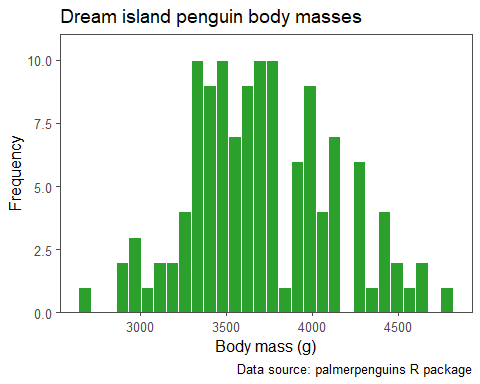 Dream island penguin body masses
10.0
7.5
5.0
2.5
0.0
Frequency
3000 3500 4000 4500
Body mass (g)
Data source: palmerpenguins R package